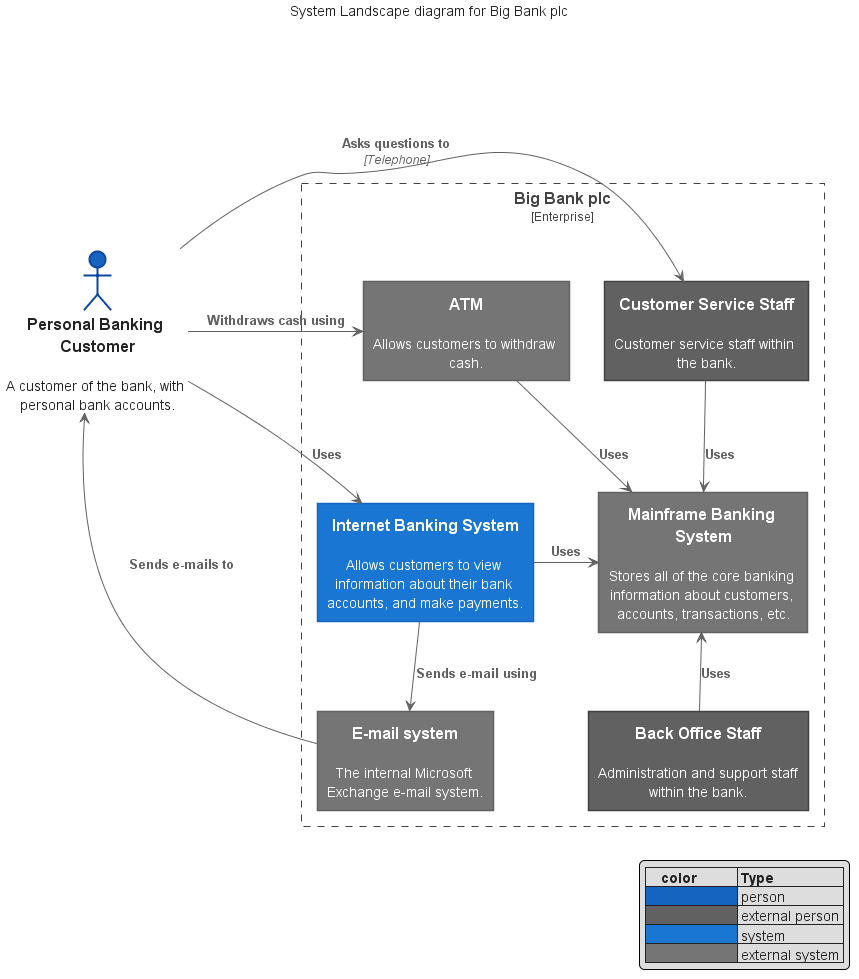 System Landscape diagram for Big Bank plc
Asks questions to
[Telephone]
Big Bank plc
[Enterprise]
Personal Banking
Customer
A customer of the bank, with
personal bank accounts.
Withdraws cash using
ATM
Allows customers to withdraw
cash.
Customer Service Staff
Customer service staff within
the bank.
Uses
Uses
Uses
Internet Banking System
Allows customers to view
information about their bank
accounts, and make payments.
Uses
Mainframe Banking
System
Stores all of the core banking
information about customers,
accounts, transactions, etc.
Sends e-mails to
Sends e-mail using
Uses
E-mail system
The internal Microsoft
Exchange e-mail system.
Back Office Staff
Administration and support staff
within the bank.
color Type
person
external person
system
external system